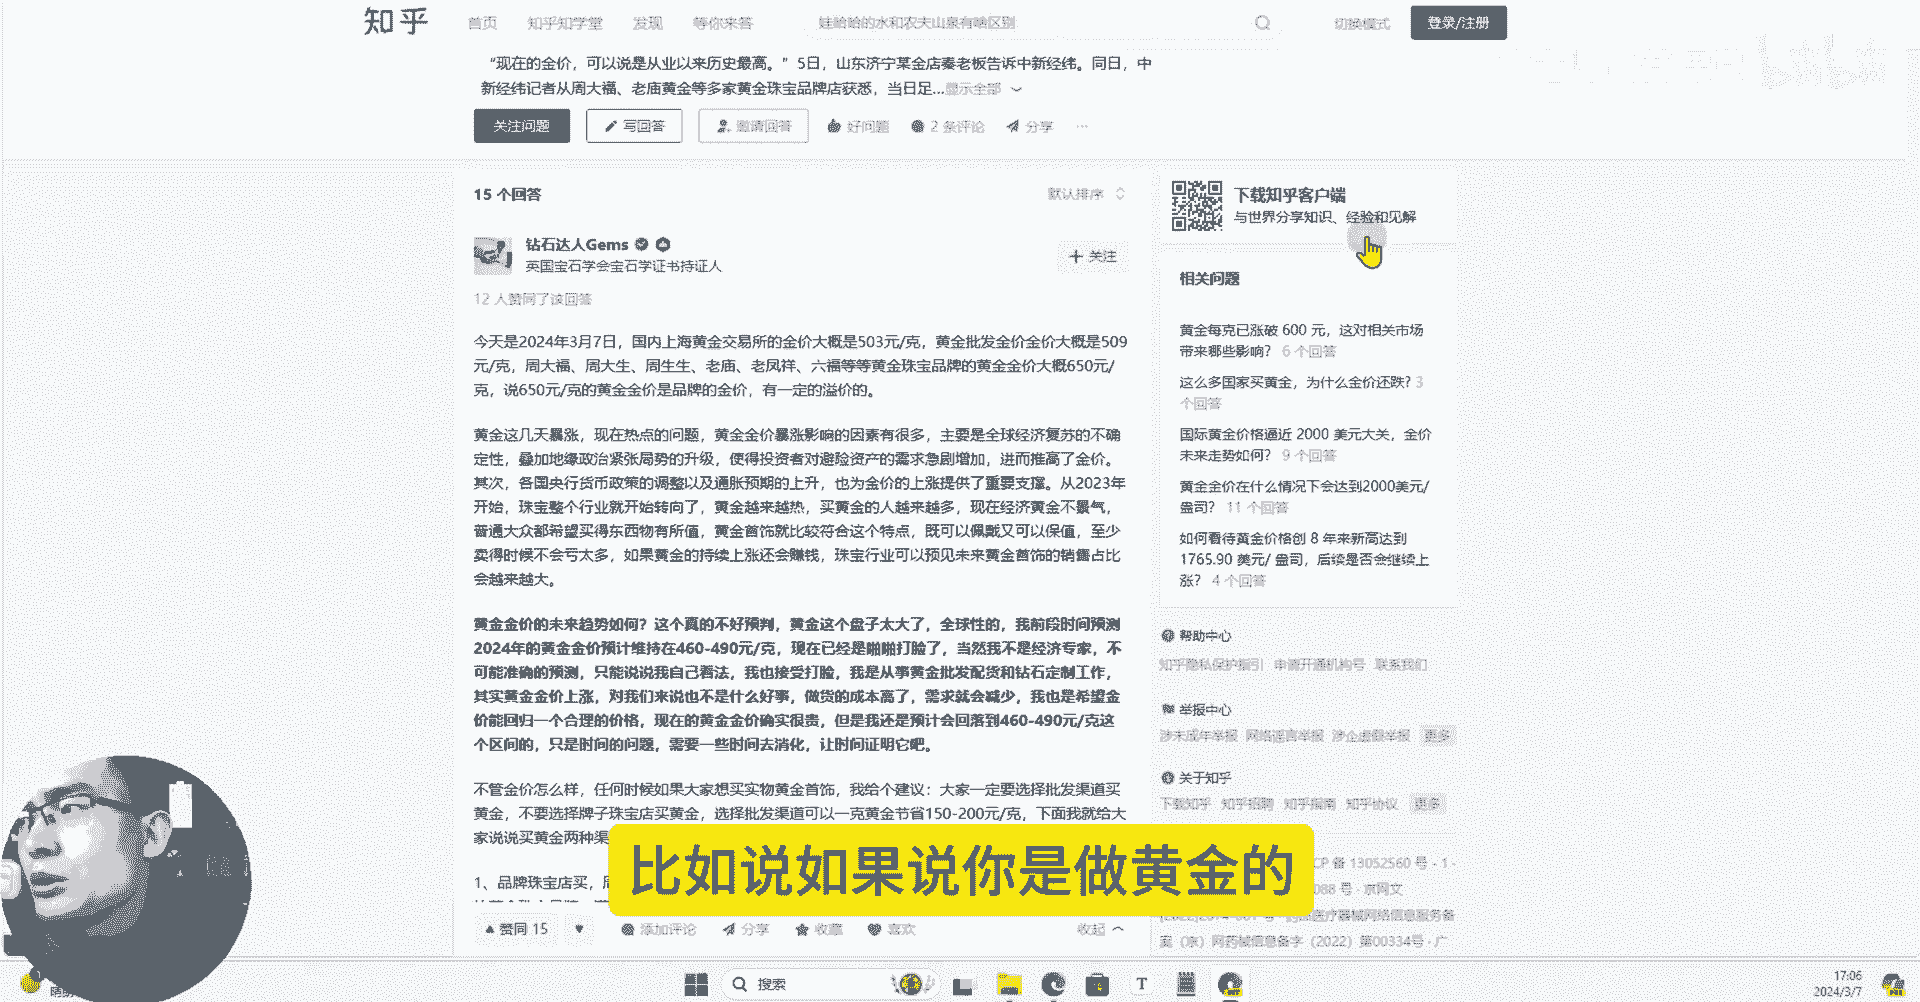 知乎 首页 知乎知学堂 发现 等你来答 娃哈哈的水和农夫山泉有啥区别 切换模式 登录/注册
“现在的金价，可以说是从业以来历史最高。”5日，山东济宁某金店秦老板告诉中新经纬。同日，中
新经纬记者从周大福、老庙黄金等多家黄金珠宝品牌店获悉，当日足...显示全部
关注问题 写回答 邀请回答 好问题 2 条评论 分享 ...
15 个回答 默认排序
钻石达人Gems
英国宝石学会宝石学证书持证人
+ 关注
12 人赞同了该回答
今天是2024年3月7日，国内上海黄金交易所的金价大概是503元/克，黄金批发金价金价大概是509
元/克，周大福、周大生、周生生、老庙、老凤祥、六福等等黄金珠宝品牌的黄金金价大概650元/
克，说650元/克的黄金金价是品牌的金价，有一定的溢价的。
黄金这几天暴涨，现在热点的问题，黄金金价暴涨影响的因素有很多，主要是全球经济复苏的不确
定性，叠加地缘政治紧张局势的升级，使得投资者对避险资产的需求急剧增加，进而推高了金价。
其次，各国央行货币政策的调整以及通胀预期的上升，也为金价的上涨提供了重要支撑。从2023年
开始，珠宝整个行业就开始转向了，黄金越来越热，买黄金的人越来越多，现在经济黄金不景气，
普通大众都希望买得东西物有所值，黄金首饰就比较符合这个特点，既可以佩戴又可以保值，至少
卖得时候不会亏太多，如果黄金的持续上涨还会赚钱，珠宝行业可以预见未来黄金首饰的销售占比
会越来越大。
黄金金价的未来趋势如何？这个真的不好预判，黄金这个盘子太大了，全球性的，我前段时间预测
2024年的黄金金价预计维持在460-490元/克，现在已经是啪啪打脸了，当然我不是经济专家，不
可能准确的预测，只能说说我自己看法，我也接受打脸，我是从事黄金批发配货和钻石定制工作，
其实黄金金价上涨，对我们来说也不是什么好事，做货的成本高了，需求就会减少，我也是希望金
价能回归一个合理的价格，现在的黄金金价确实很贵，但是我还是预计会回落到460-490元/克这
个区间的，只是时间的问题，需要一些时间去消化，让时间证明它吧。
不管金价怎么样，任何时候如果大家想买实物黄金首饰，我给个建议：大家一定要选择批发渠道买
黄金，不要选择牌子珠宝店买黄金，选择批发渠道可以一克黄金节省150-200元/克，下面我就给大
家说说买黄金两种渠
1、品牌珠宝店买，
赞同 15 添加评论 分享 收藏 喜欢 收起
下载知乎客户端
与世界分享知识、经验和见解
相关问题
黄金每克已涨破 600 元，这对相关市场
带来哪些影响？ 6 个回答
这么多国家买黄金，为什么金价还跌？ 3
个回答
国际黄金价格逼近 2000 美元大关，金价
未来走势如何？ 9 个回答
黄金金价在什么情况下会达到2000美元/
盎司？ 11 个回答
如何看待黄金价格创 8 年来新高达到
1765.90 美元/ 盎司，后续是否会继续上
涨？ 4 个回答
帮助中心
知乎隐私保护指引 申请开通机构号 联系我们
举报中心
涉未成年举报 网络谣言举报 涉企虚假举报 更多
关于知乎
下载知乎 知乎招聘 知乎指南 知乎协议 更多
CP 备 13052560 号 - 1 ·
088 号 · 京网文
药品医疗器械网络信息服务备
案（京）网药械信息备字（2022）第00334号 · 广
比如说如果说你是做黄金的
搜索
17:06
2024/3/7